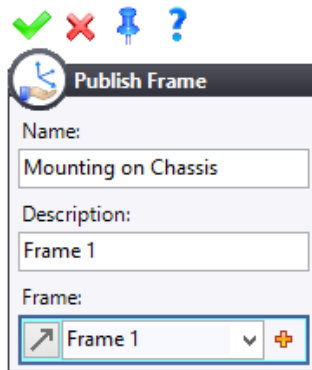 ?
Publish Frame
Name:
Mounting on Chassis
Description:
Frame 1
Frame:
Frame 1